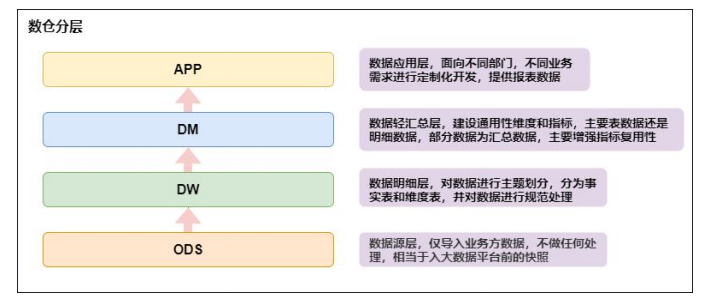 数仓分层
APP
数据应用层，面向不同部门，不同业务
需求进行定制化开发，提供报表数据
DM
数据轻汇总层，建设通用性维度和指标，主要表数据还是
明细数据，部分数据为汇总数据，主要增强指标复用性
DW
数据明细层，对数据进行主题划分，分为事
实表和维度表，并对数据进行规范处理
ODS
数据源层，仅导入业务方数据，不做任何处
理，相当于入大数据平台前的快照